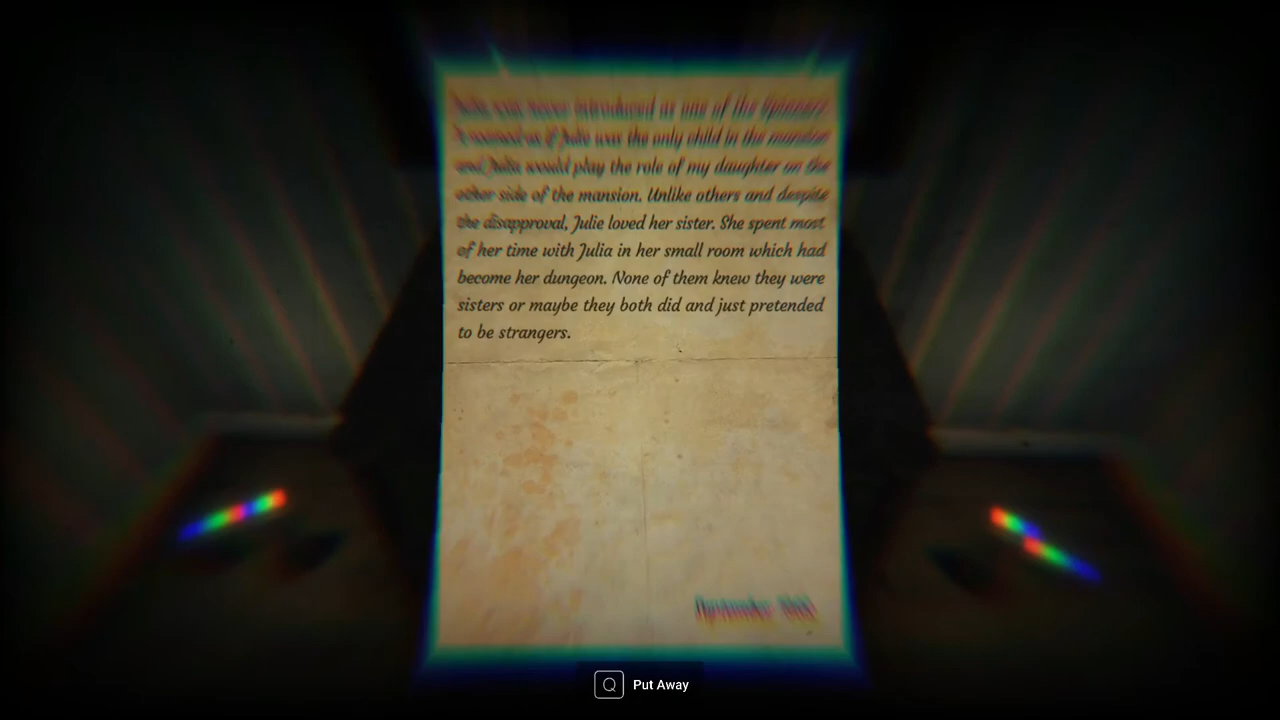 was never introduced as one of the
It seemed as if Julie was the only child in the mansion
and Julia would play the role of my daughter on the
other side of the mansion. Unlike others and despite
the disapproval, Julie loved her sister. She spent most
of her time with Julia in her small room which had
become her dungeon. None of them knew they were
sisters or maybe they both did and just pretended
to be strangers.
Q Put Away